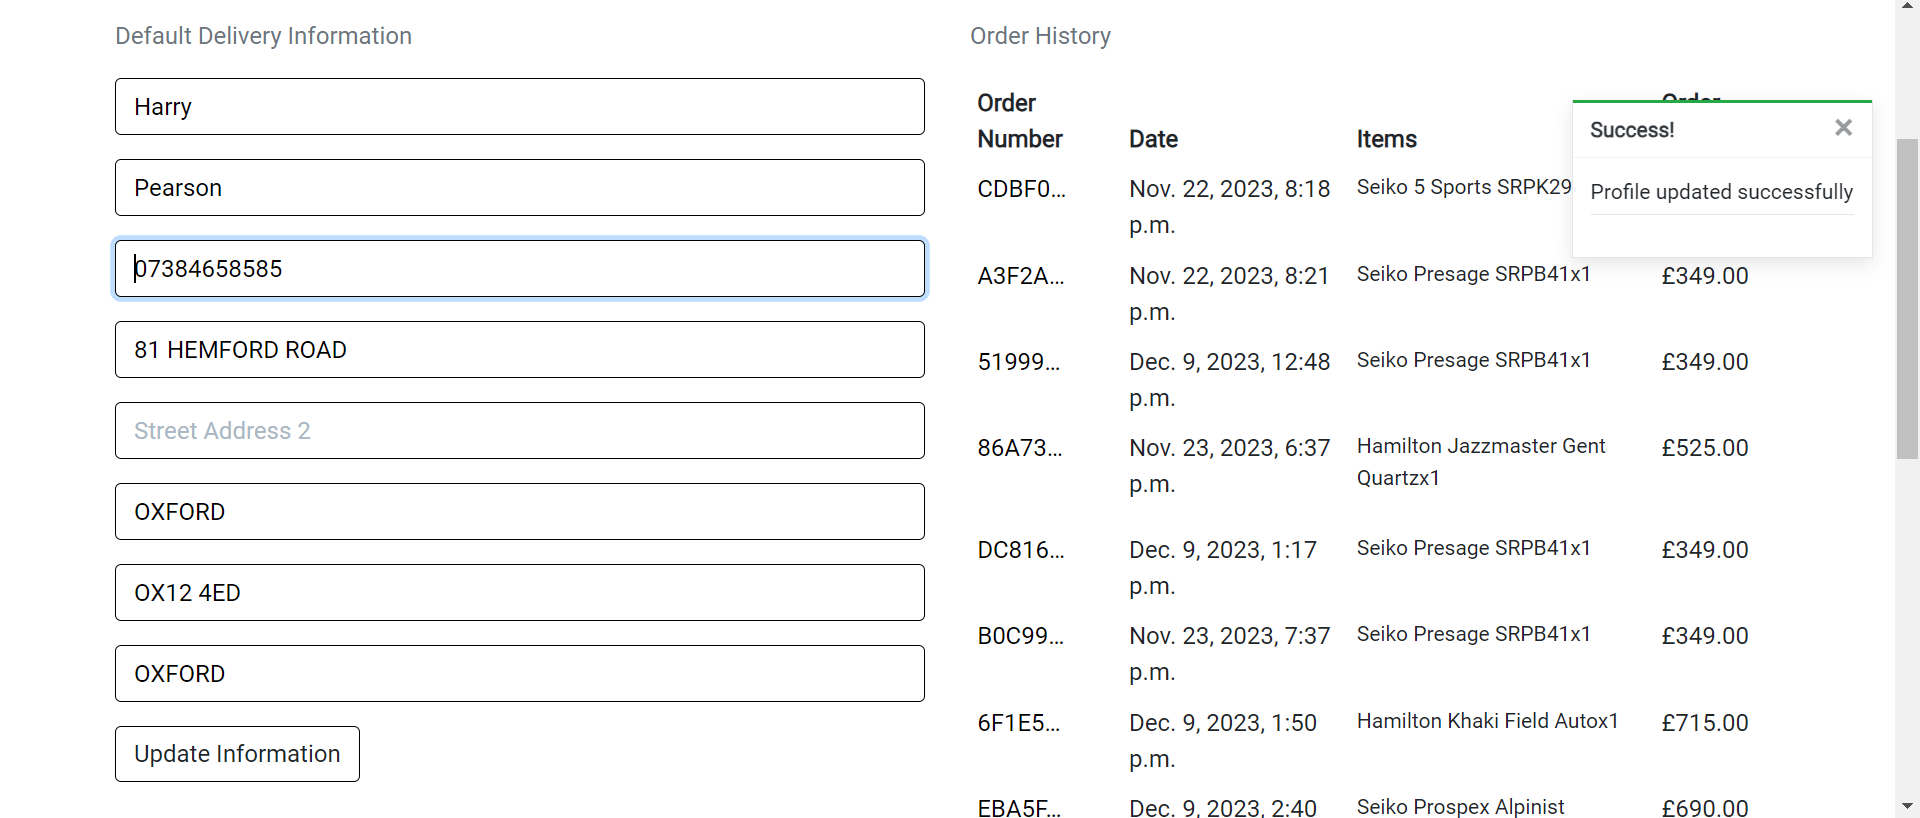 Default Delivery Information
Harry
Pearson
07384658585
81 HEMFORD ROAD
Street Address 2
OXFORD
OX12 4ED
OXFORD
Update Information
Order History
Order
Number
Date
Items
Order
CDBF0...
Nov. 22, 2023, 8:18
p.m.
Seiko 5 Sports SRPK29
A3F2A...
Nov. 22, 2023, 8:21
p.m.
Seiko Presage SRPB41x1
£349.00
51999...
Dec. 9, 2023, 12:48
p.m.
Seiko Presage SRPB41x1
£349.00
86A73...
Nov. 23, 2023, 6:37
p.m.
Hamilton Jazzmaster Gent
Quartzx1
£525.00
DC816...
Dec. 9, 2023, 1:17
p.m.
Seiko Presage SRPB41x1
£349.00
B0C99...
Nov. 23, 2023, 7:37
p.m.
Seiko Presage SRPB41x1
£349.00
6F1E5...
Dec. 9, 2023, 1:50
p.m.
Hamilton Khaki Field Autox1
£715.00
EBA5F...
Dec. 9, 2023, 2:40
Seiko Prospex Alpinist
£690.00
Success!
×
Profile updated successfully